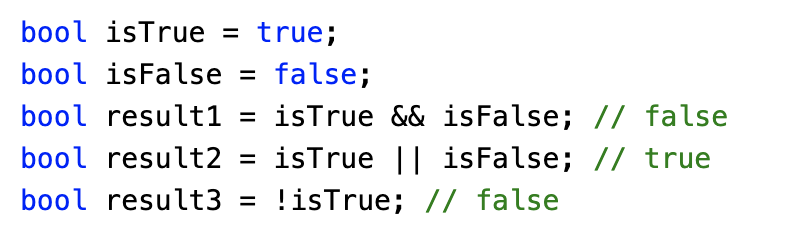 bool isTrue = true;
bool isFalse = false;
bool result1 = isTrue && isFalse; // false
bool result2 = isTrue || isFalse; // true
bool result3 = !isTrue; // false